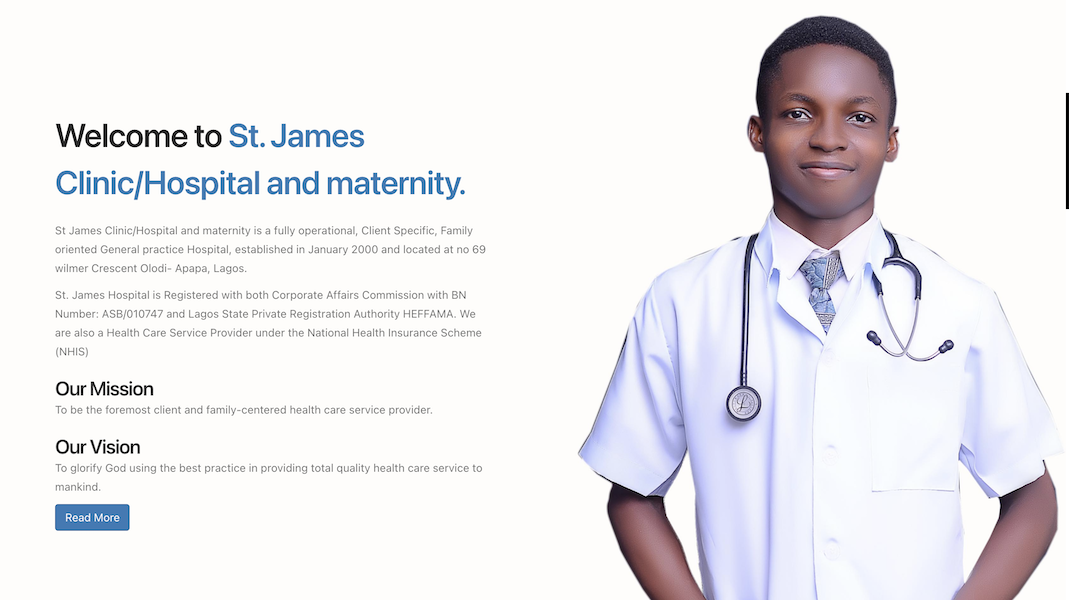 Welcome to St. James
Clinic/Hospital and maternity.
St James Clinic/Hospital and maternity is a fully operational, Client Specific, Family
oriented General practice Hospital, established in January 2000 and located at no 69
wilmer Crescent Olodi- Apapa, Lagos.
St. James Hospital is Registered with both Corporate Affairs Commission with BN
Number: ASB/010747 and Lagos State Private Registration Authority HEFFAMA. We
are also a Health Care Service Provider under the National Health Insurance Scheme
(NHIS)
Our Mission
To be the foremost client and family-centered health care service provider.
Our Vision
To glorify God using the best practice in providing total quality health care service to
mankind.
Read More